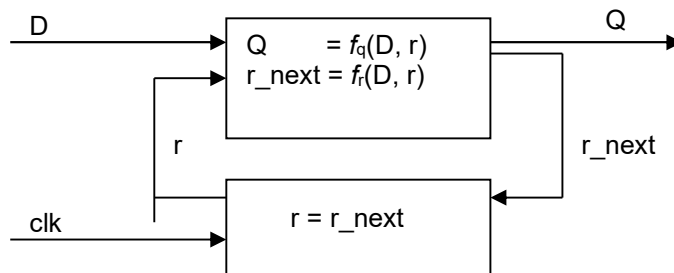 D
Q
Q = fq(D, r)
r_next = fr(D, r)
r
r_next
clk
r = r_next